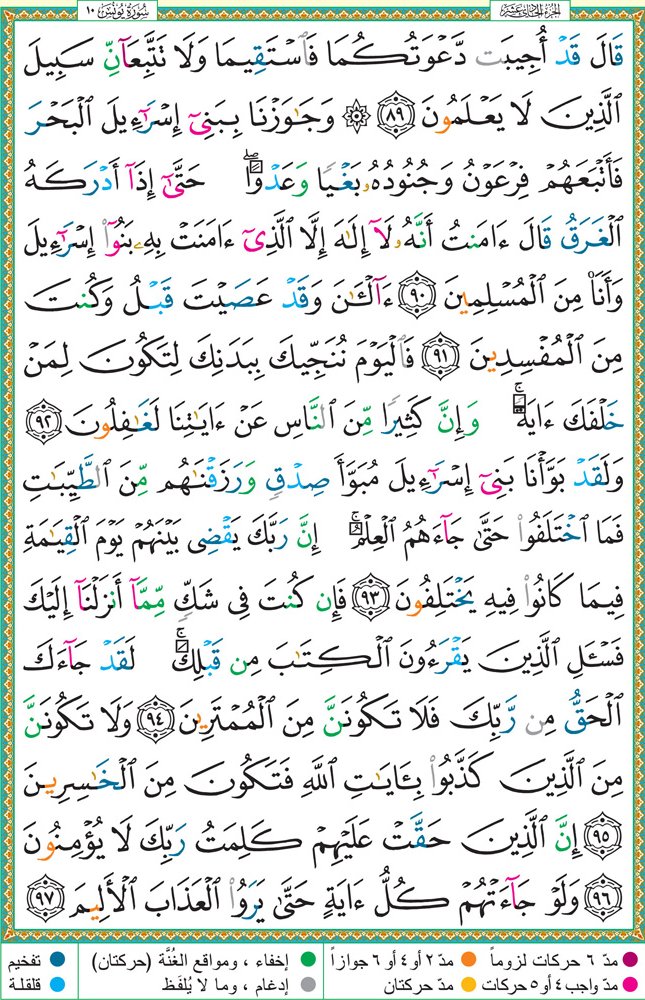 الجزء الحادي عشر
سورة يونس ١٠
قَالَ قَدْ أُجِيبَت دَّعْوَتُكُمَا فَٱسْتَقِيمَا وَلَا تَتَّبِعَآنِّ سَبِيلَ
ٱلَّذِينَ لَا يَعْلَمُونَ ﴿٨٩﴾ ۞ وَجَٰوَزْنَا بِبَنِىٓ إِسْرَٰٓءِيلَ ٱلْبَحْرَ
فَأَتْبَعَهُمْ فِرْعَوْنُ وَجُنُودُهُۥ بَغْيًا وَعَدْوًا ۖ حَتَّىٰٓ إِذَآ أَدْرَكَهُ
ٱلْغَرَقُ قَالَ ءَامَنتُ أَنَّهُۥ لَآ إِلَٰهَ إِلَّا ٱلَّذِىٓ ءَامَنَتْ بِهِۦ بَنُوٓا۟ إِسْرَٰٓءِيلَ
وَأَنَا۠ مِنَ ٱلْمُسْلِمِينَ ﴿٩٠﴾ ءَآلْـَٰٔنَ وَقَدْ عَصَيْتَ قَبْلُ وَكُنتَ
مِنَ ٱلْمُفْسِدِينَ ﴿٩١﴾ فَٱلْيَوْمَ نُنَجِّيكَ بِبَدَنِكَ لِتَكُونَ لِمَنْ
خَلْفَكَ ءَايَةً ۚ وَإِنَّ كَثِيرًا مِّنَ ٱلنَّاسِ عَنْ ءَايَٰتِنَا لَغَٰفِلُونَ ﴿٩٢﴾
وَلَقَدْ بَوَّأْنَا بَنِىٓ إِسْرَٰٓءِيلَ مُبَوَّأَ صِدْقٍ وَرَزَقْنَٰهُم مِّنَ ٱلطَّيِّبَٰتِ
فَمَا ٱخْتَلَفُوا۟ حَتَّىٰ جَآءَهُمُ ٱلْعِلْمُ ۚ إِنَّ رَبَّكَ يَقْضِى بَيْنَهُمْ يَوْمَ ٱلْقِيَٰمَةِ
فِيمَا كَانُوا۟ فِيهِ يَخْتَلِفُونَ ﴿٩٣﴾ فَإِن كُنتَ فِى شَكٍّ مِّمَّآ أَنزَلْنَآ إِلَيْكَ
فَسْـَٔلِ ٱلَّذِينَ يَقْرَءُونَ ٱلْكِتَٰبَ مِن قَبْلِكَ ۚ لَقَدْ جَآءَكَ
ٱلْحَقُّ مِن رَّبِّكَ فَلَا تَكُونَنَّ مِنَ ٱلْمُمْتَرِينَ ﴿٩٤﴾ وَلَا تَكُونَنَّ
مِنَ ٱلَّذِينَ كَذَّبُوا۟ بِـَٔايَٰتِ ٱللَّهِ فَتَكُونَ مِنَ ٱلْخَٰسِرِينَ
﴿٩٥﴾ إِنَّ ٱلَّذِينَ حَقَّتْ عَلَيْهِمْ كَلِمَتُ رَبِّكَ لَا يُؤْمِنُونَ
﴿٩٦﴾ وَلَوْ جَآءَتْهُمْ كُلُّ ءَايَةٍ حَتَّىٰ يَرَوُا۟ ٱلْعَذَابَ ٱلْأَلِيمَ ﴿٩٧﴾
مدّ ٦ حركات لزوماً مدّ ٢ أو ٤ أو ٦ جوازاً إخفاء ، ومواقع الغُنَّة (حركتان) تفخيم
مدّ واجب ٤ أو ٥ حركات مدّ حركتان إدغام ، وما لا يُلفَظ قلقلة